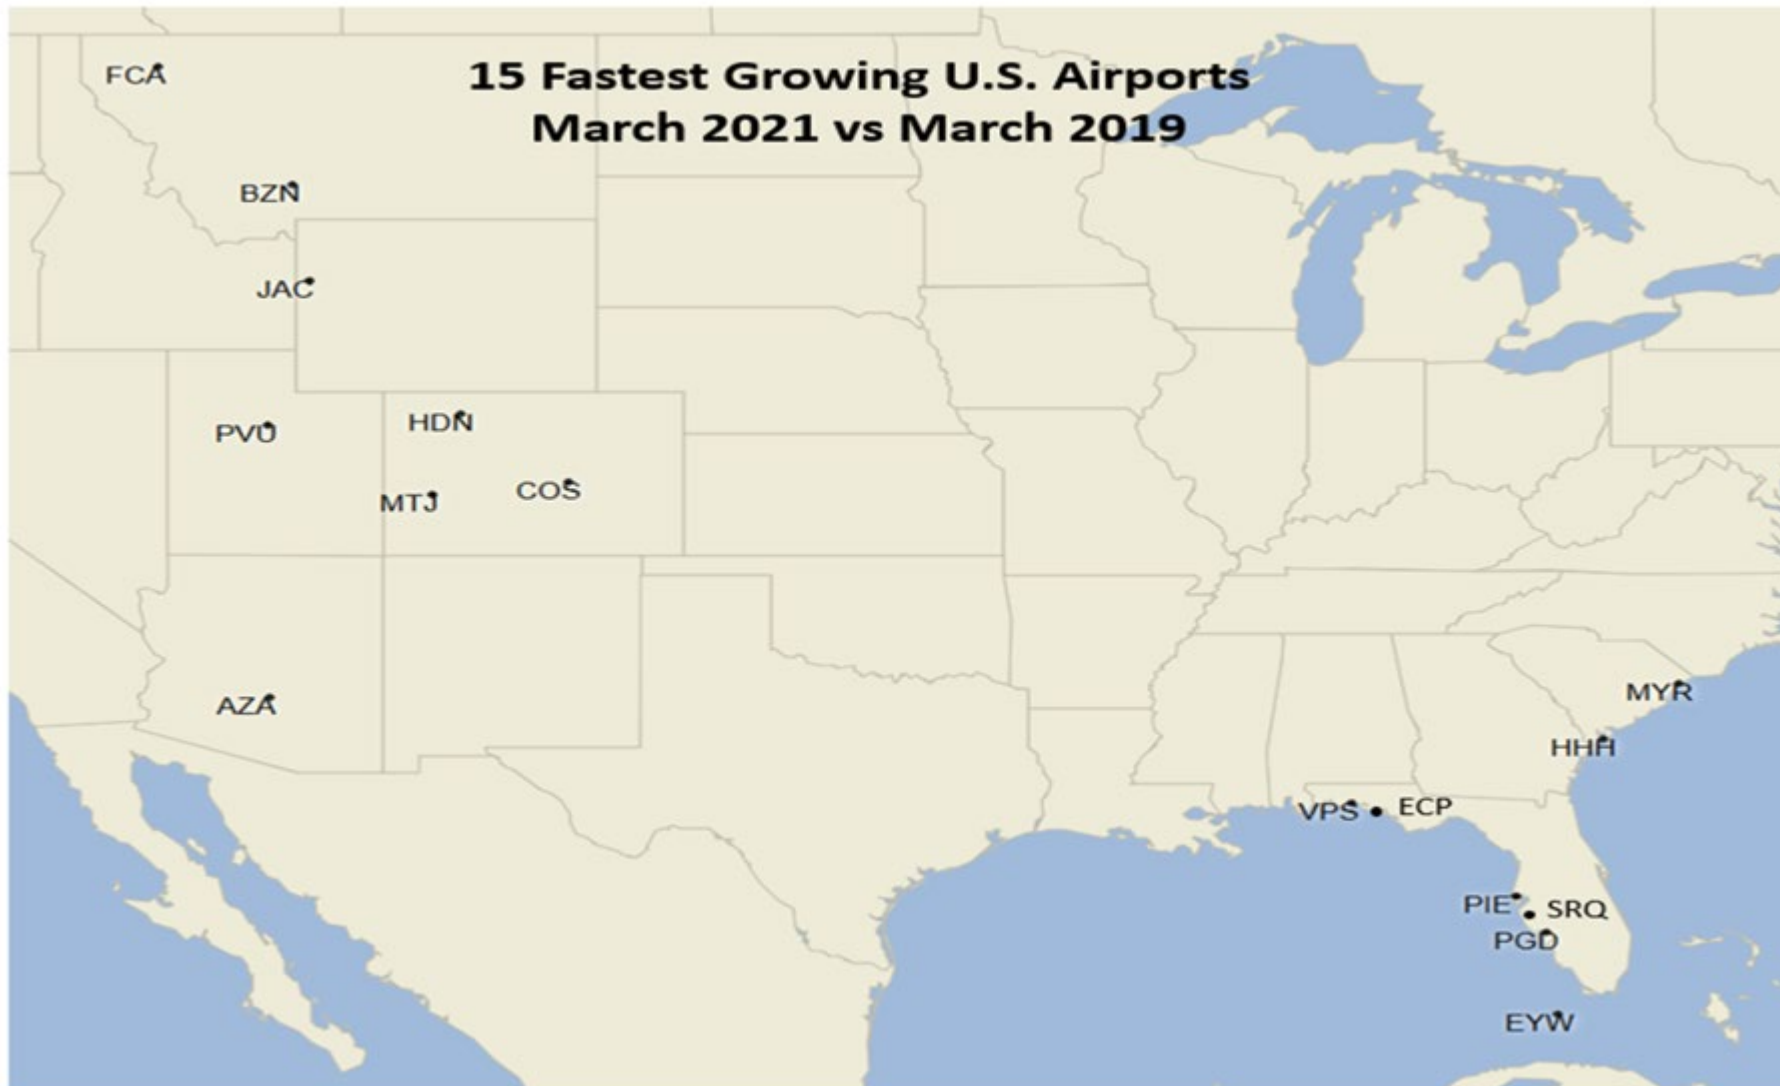 15 Fastest Growing U.S. Airports
March 2021 vs March 2019
FCA
BZN
JAC
PVU
HDN
MTJ
COS
AZA
MYR
HHH
VPS
ECP
PIE
SRQ
PGD
EYW